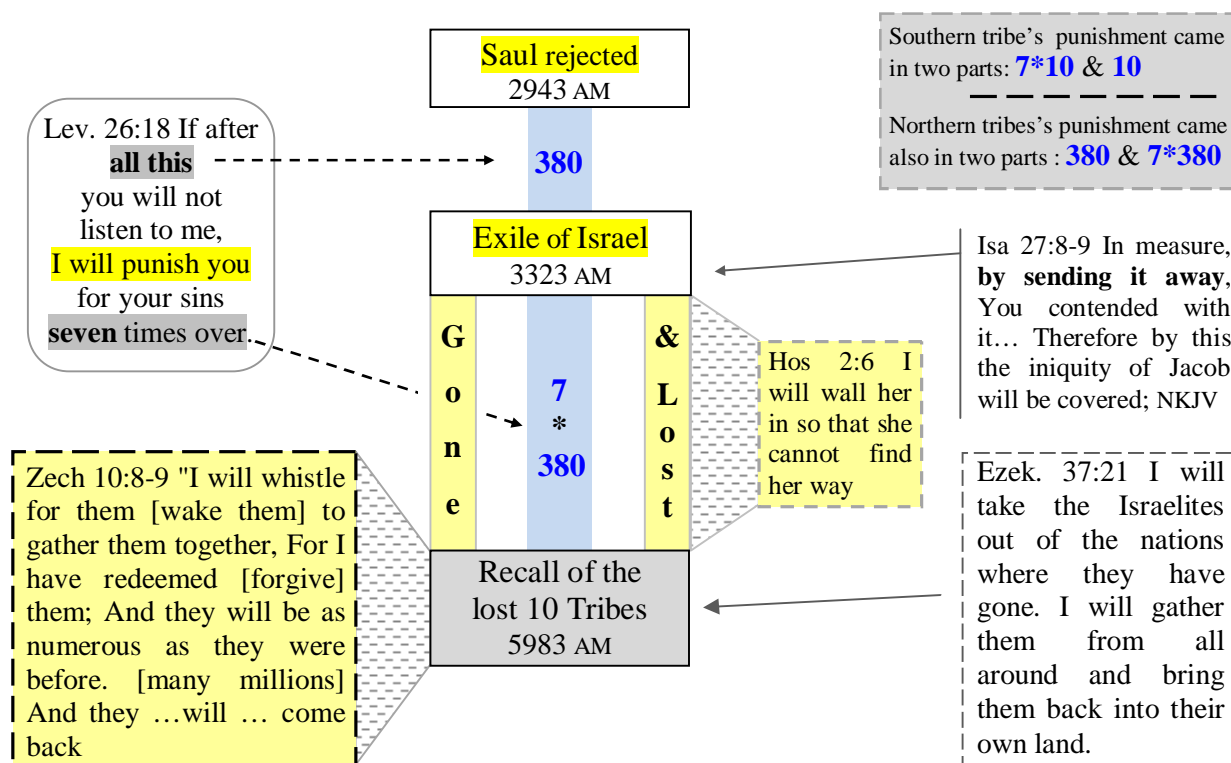 Saul rejected
2943 AM
Southern tribe's punishment came
in two parts: 7*10 & 10
Northern tribes's punishment came
also in two parts : 380 & 7*380
Lev. 26:18 If after
all this
you will not
listen to me,
I will punish you
for your sins
seven times over.
380
Exile of Israel
3323 AM
Isa 27:8-9 In measure,
by sending it away,
You contended with
it… Therefore by this
the iniquity of Jacob
will be covered; NKJV
G
o
n
e
7
*
380
&
L
o
s
t
Hos 2:6 I
will wall her
in so that she
cannot find
her way
Zech 10:8-9 "I will whistle
for them [wake them] to
gather them together, For I
have redeemed [forgive]
them; And they will be as
numerous as they were
before. [many millions]
And they …will … come
back
Recall of the
lost 10 Tribes
5983 AM
Ezek. 37:21 I will
take the Israelites
out of the nations
where they have
gone. I will gather
them from all
around and bring
them back into their
own land.